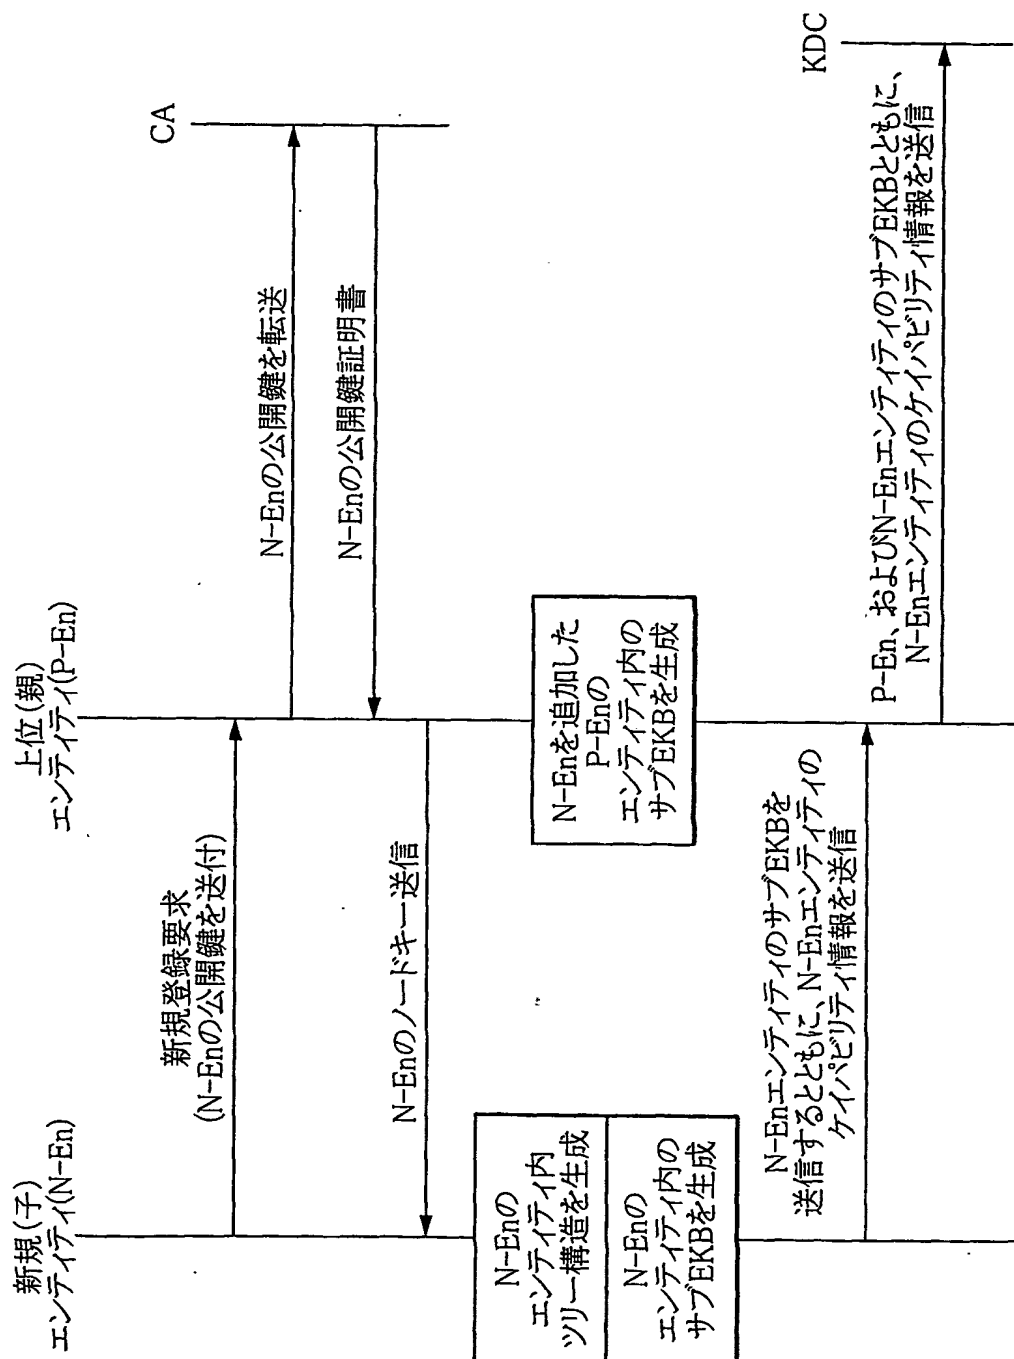 新規(子)
エンティティ(N-En)
上位(親)
エンティティ(P-En)
CA
KDC
新規登録要求
(N-Enの公開鍵を送付)
N-Enの公開鍵を転送
N-Enの公開鍵証明書
N-Enのノードキー送信
N-Enの
エンティティ内
ツリー構造を生成
N-Enの
エンティティ内の
サブEKBを生成
N-Enを追加した
P-Enの
エンティティ内の
サブEKBを生成
N-EnエンティティのサブEKBを
送信するとともに、N-Enエンティティの
ケイパビリティ情報を送信
P-En、およびN-EnエンティティのサブEKBとともに、
N-Enエンティティのケイパビリティ情報を送信